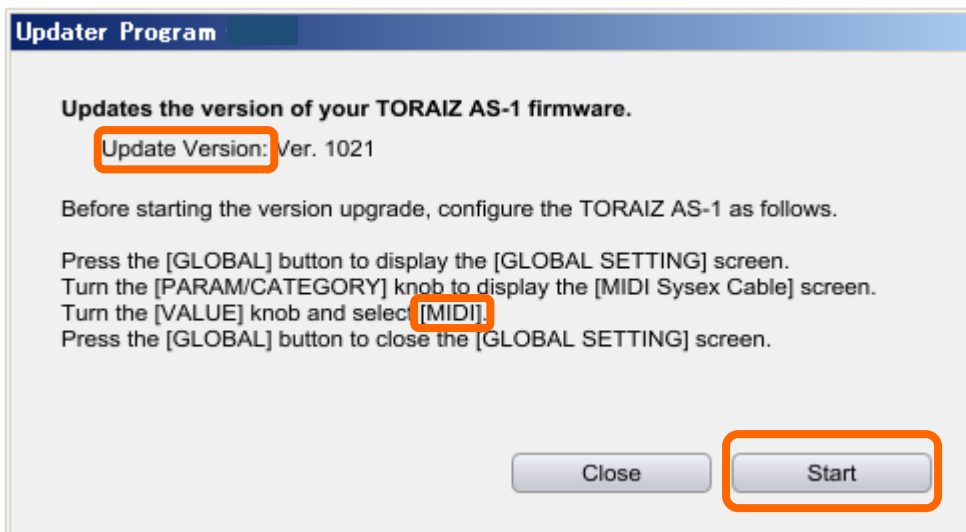 Updater Program
Updates the version of your TORAIZ AS-1 firmware.
Update Version: Ver. 1021
Before starting the version upgrade, configure the TORAIZ AS-1 as follows.
Press the [GLOBAL] button to display the [GLOBAL SETTING] screen.
Turn the [PARAM/CATEGORY] knob to display the [MIDI Sysex Cable] screen.
Turn the [VALUE] knob and select [MIDI].
Press the [GLOBAL] button to close the [GLOBAL SETTING] screen.
Close Start